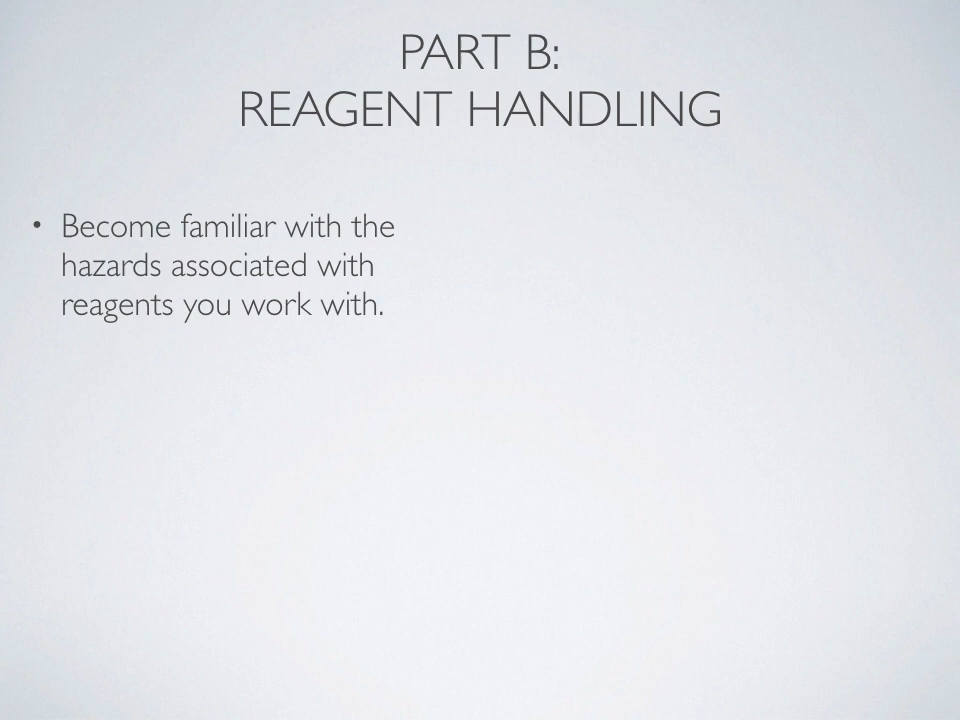 PART B:
REAGENT HANDLING
• Become familiar with the
hazards associated with
reagents you work with.